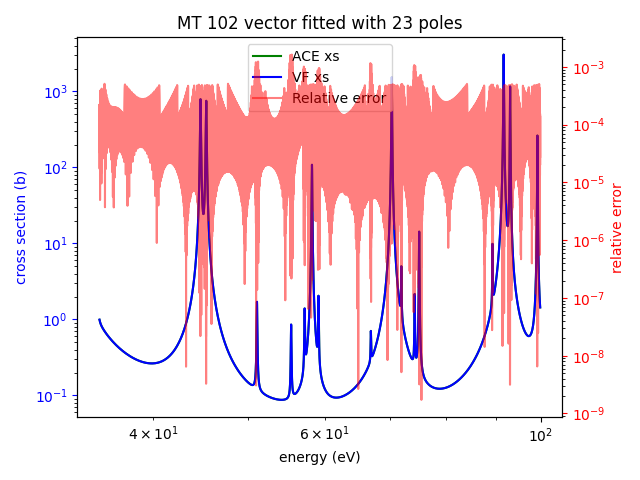 MT 102 vector fitted with 23 poles
ACE xs
VF xs
Relative error
cross section (b)
10³
10²
10¹
10⁰
10⁻¹
relative error
10⁻³
10⁻⁴
10⁻⁵
10⁻⁶
10⁻⁷
10⁻⁸
10⁻⁹
4 × 10¹
6 × 10¹
10²
energy (eV)